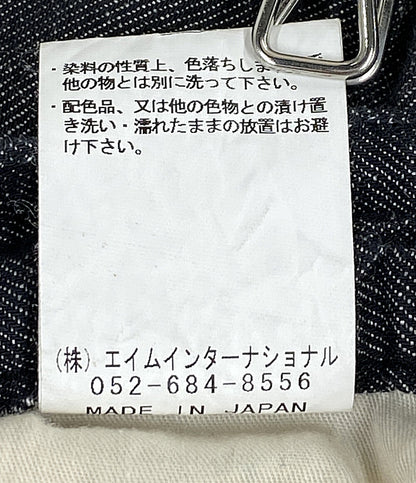 ・染料の性質上、色落ちしま
他の物とは別に洗って下さい。
・配色品、又は他の色物との漬け置
き洗い・濡れたままの放置はお避
け下さい。
(株) エイムインターナショナル
052-684-8556
MADE IN JAPAN